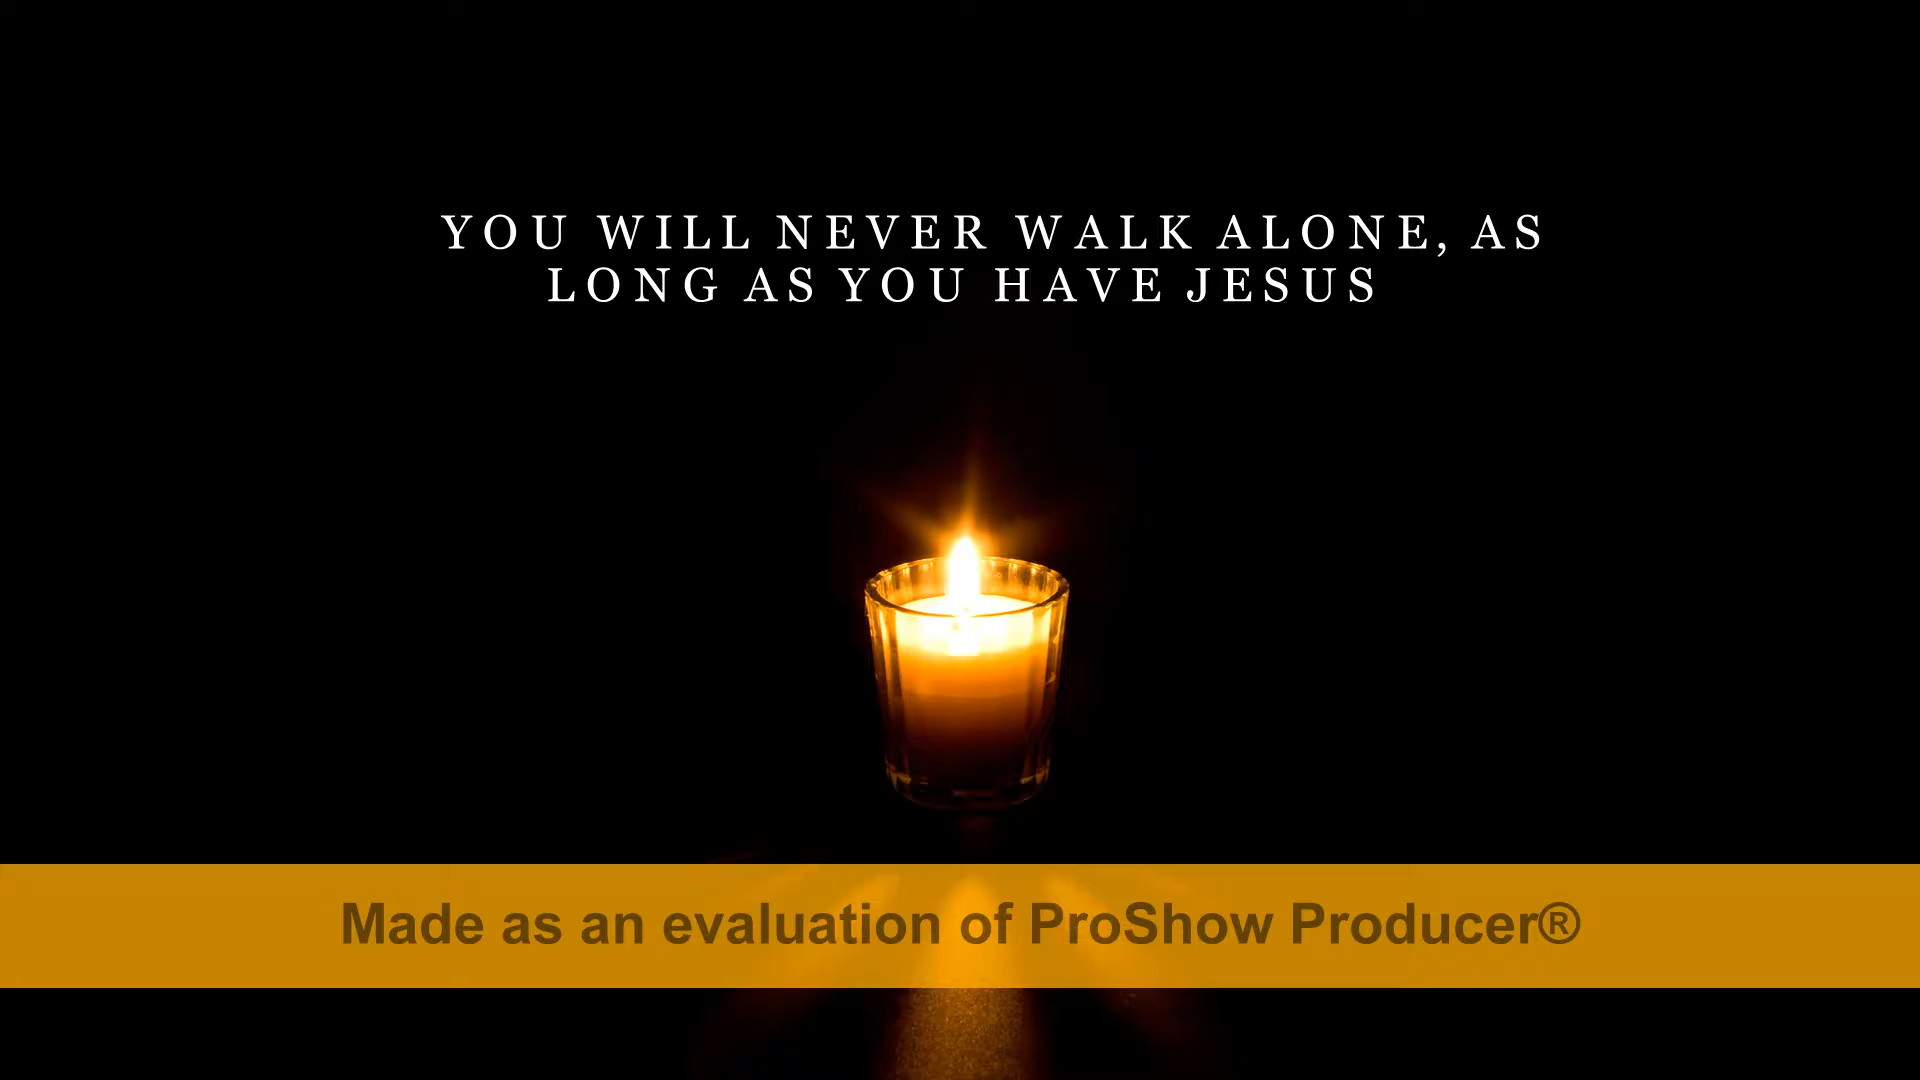 YOU WILL NEVER WALK ALONE, AS
LONG AS YOU HAVE JESUS
Made as an evaluation of ProShow Producer®